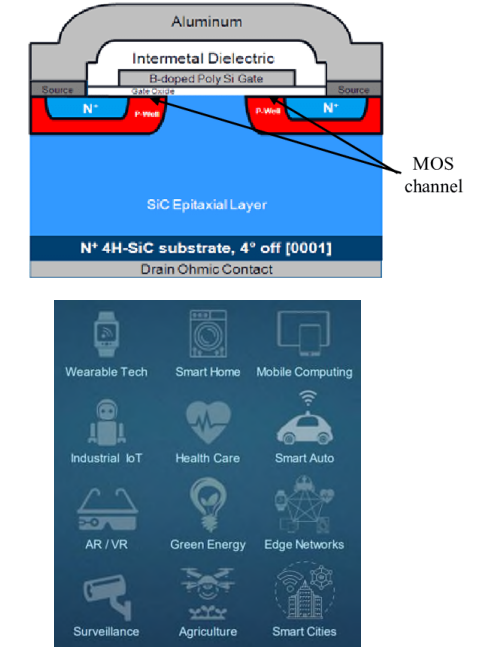 Aluminum
Intermetal Dielectric
B-doped Poly Si Gate
Source
Gate Oxide
Source
N+
P-Well
P-Well
N+
MOS
channel
SiC Epitaxial Layer
N+ 4H-SiC substrate, 4° off [0001]
Drain Ohmic Contact
Wearable Tech
Smart Home
Mobile Computing
Industrial IoT
Health Care
Smart Auto
AR / VR
Green Energy
Edge Networks
Surveillance
Agriculture
Smart Cities